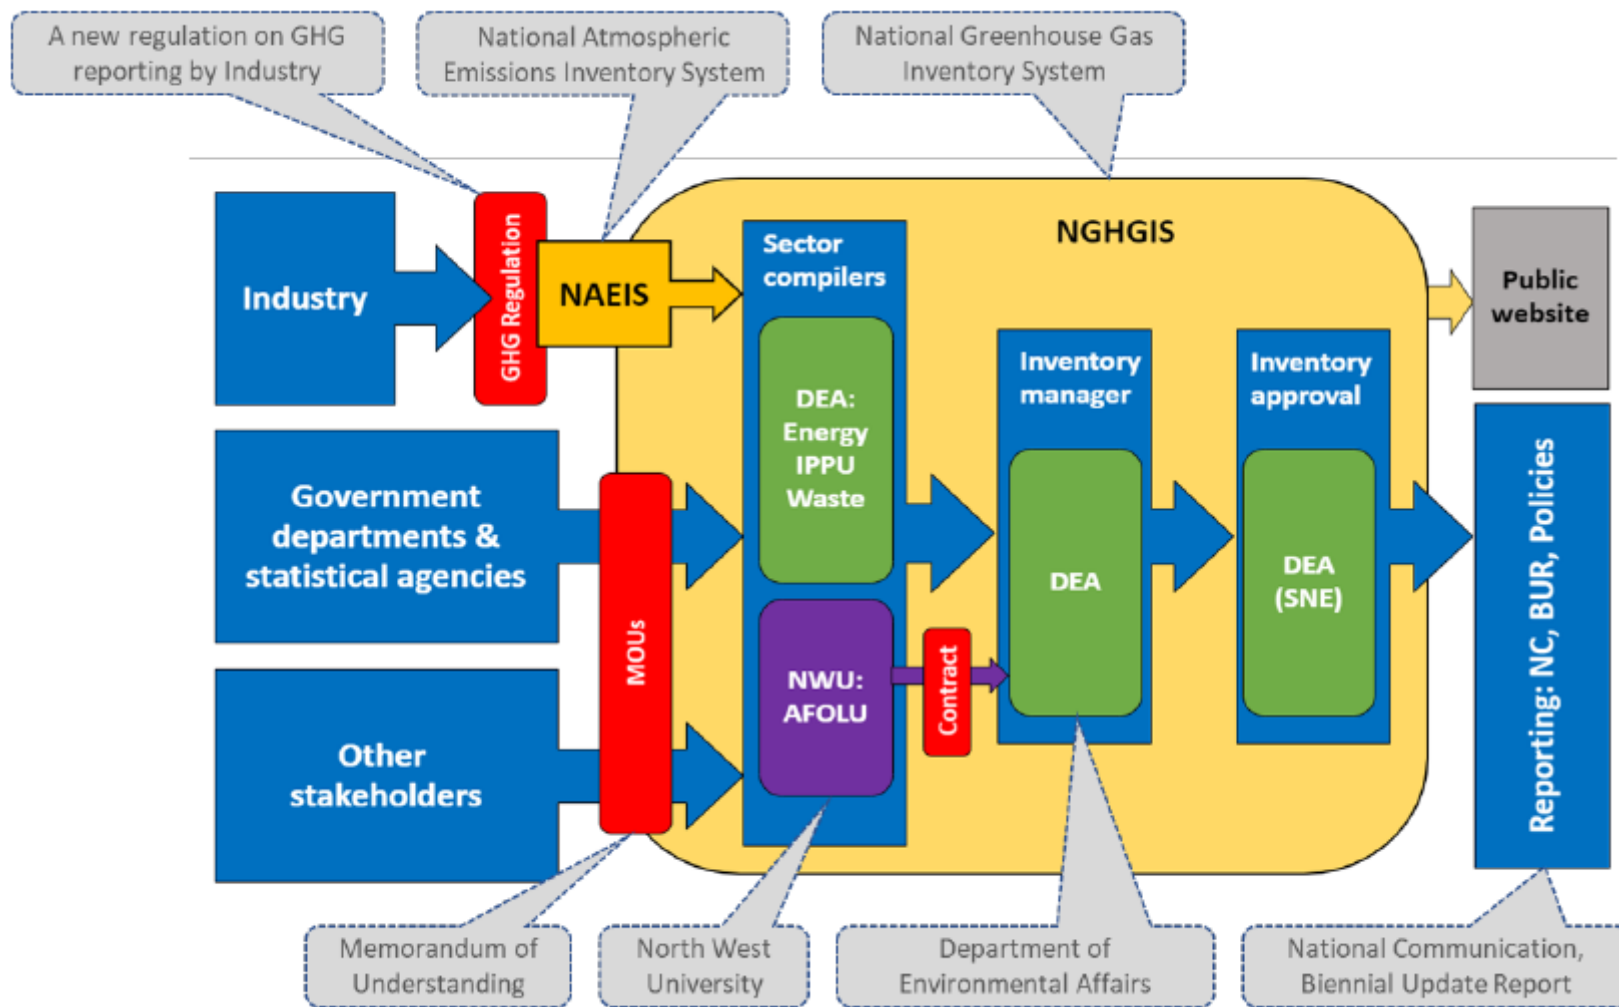 A new regulation on GHG
reporting by Industry
National Atmospheric
Emissions Inventory System
National Greenhouse Gas
Inventory System
Industry
GHG Regulation
NAEIS
Sector
compilers
NGHGIS
Public
website
DEA:
Energy
IPPU
Waste
Inventory
manager
Inventory
approval
Government
departments &
statistical agencies
MOUs
DEA
DEA
(SNE)
Reporting: NC, BUR, Policies
NWU:
AFOLU
Contract
Other
stakeholders
Memorandum of
Understanding
North West
University
Department of
Environmental Affairs
National Communication,
Biennial Update Report